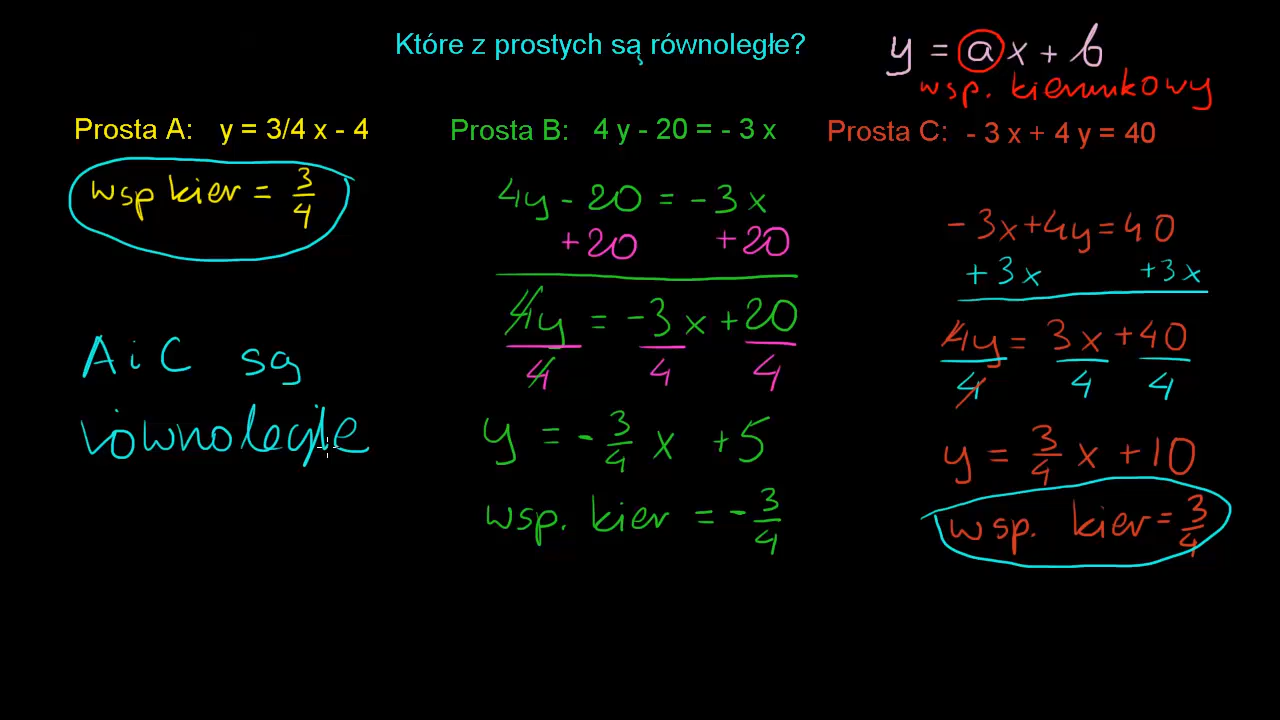 Które z prostych są równoległe?
y = a x + b
wsp. kierunkowy
Prosta A: y = 3/4 x - 4
wsp kier = 3/4
A i C są
równoległe
Prosta B: 4 y - 20 = - 3 x
4y - 20 = - 3x
+20 +20
4y = -3x + 20
4 4 4
y = - 3/4 x + 5
wsp. kier = - 3/4
Prosta C: - 3 x + 4 y = 40
- 3x + 4y = 40
+ 3x + 3x
4y = 3x + 40
4 4 4
y = 3/4 x + 10
wsp. kier = 3/4